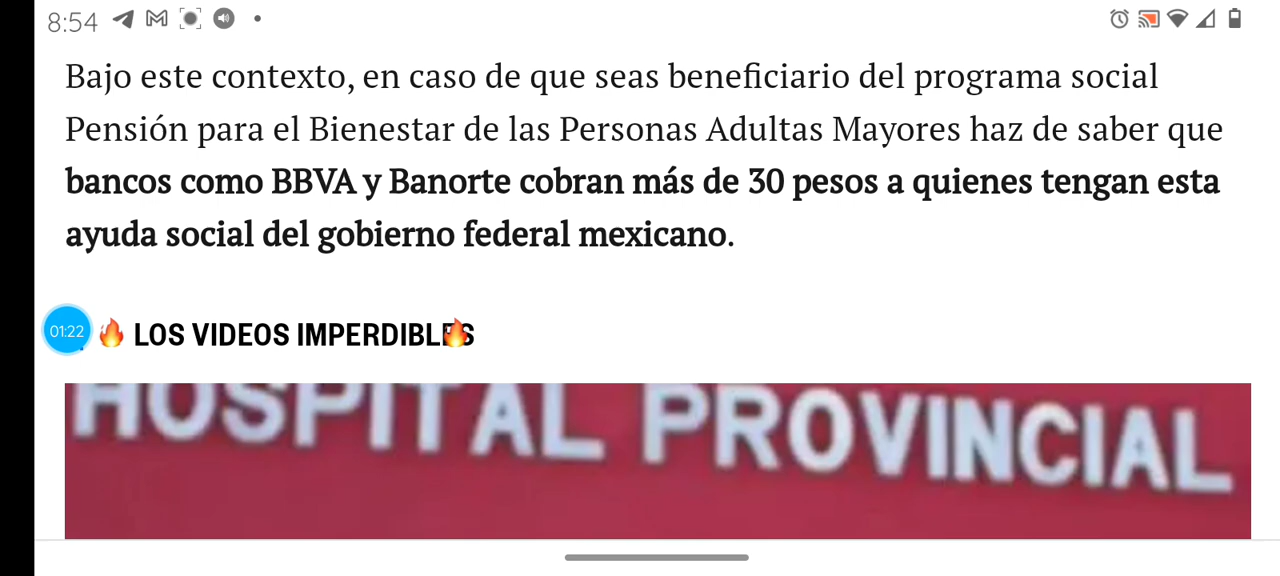 8:54
Bajo este contexto, en caso de que seas beneficiario del programa social
Pensión para el Bienestar de las Personas Adultas Mayores haz de saber que
bancos como BBVA y Banorte cobran más de 30 pesos a quienes tengan esta
ayuda social del gobierno federal mexicano.
01:22
🔥 LOS VIDEOS IMPERDIBLES🔥
HOSPITAL PROVINCIAL